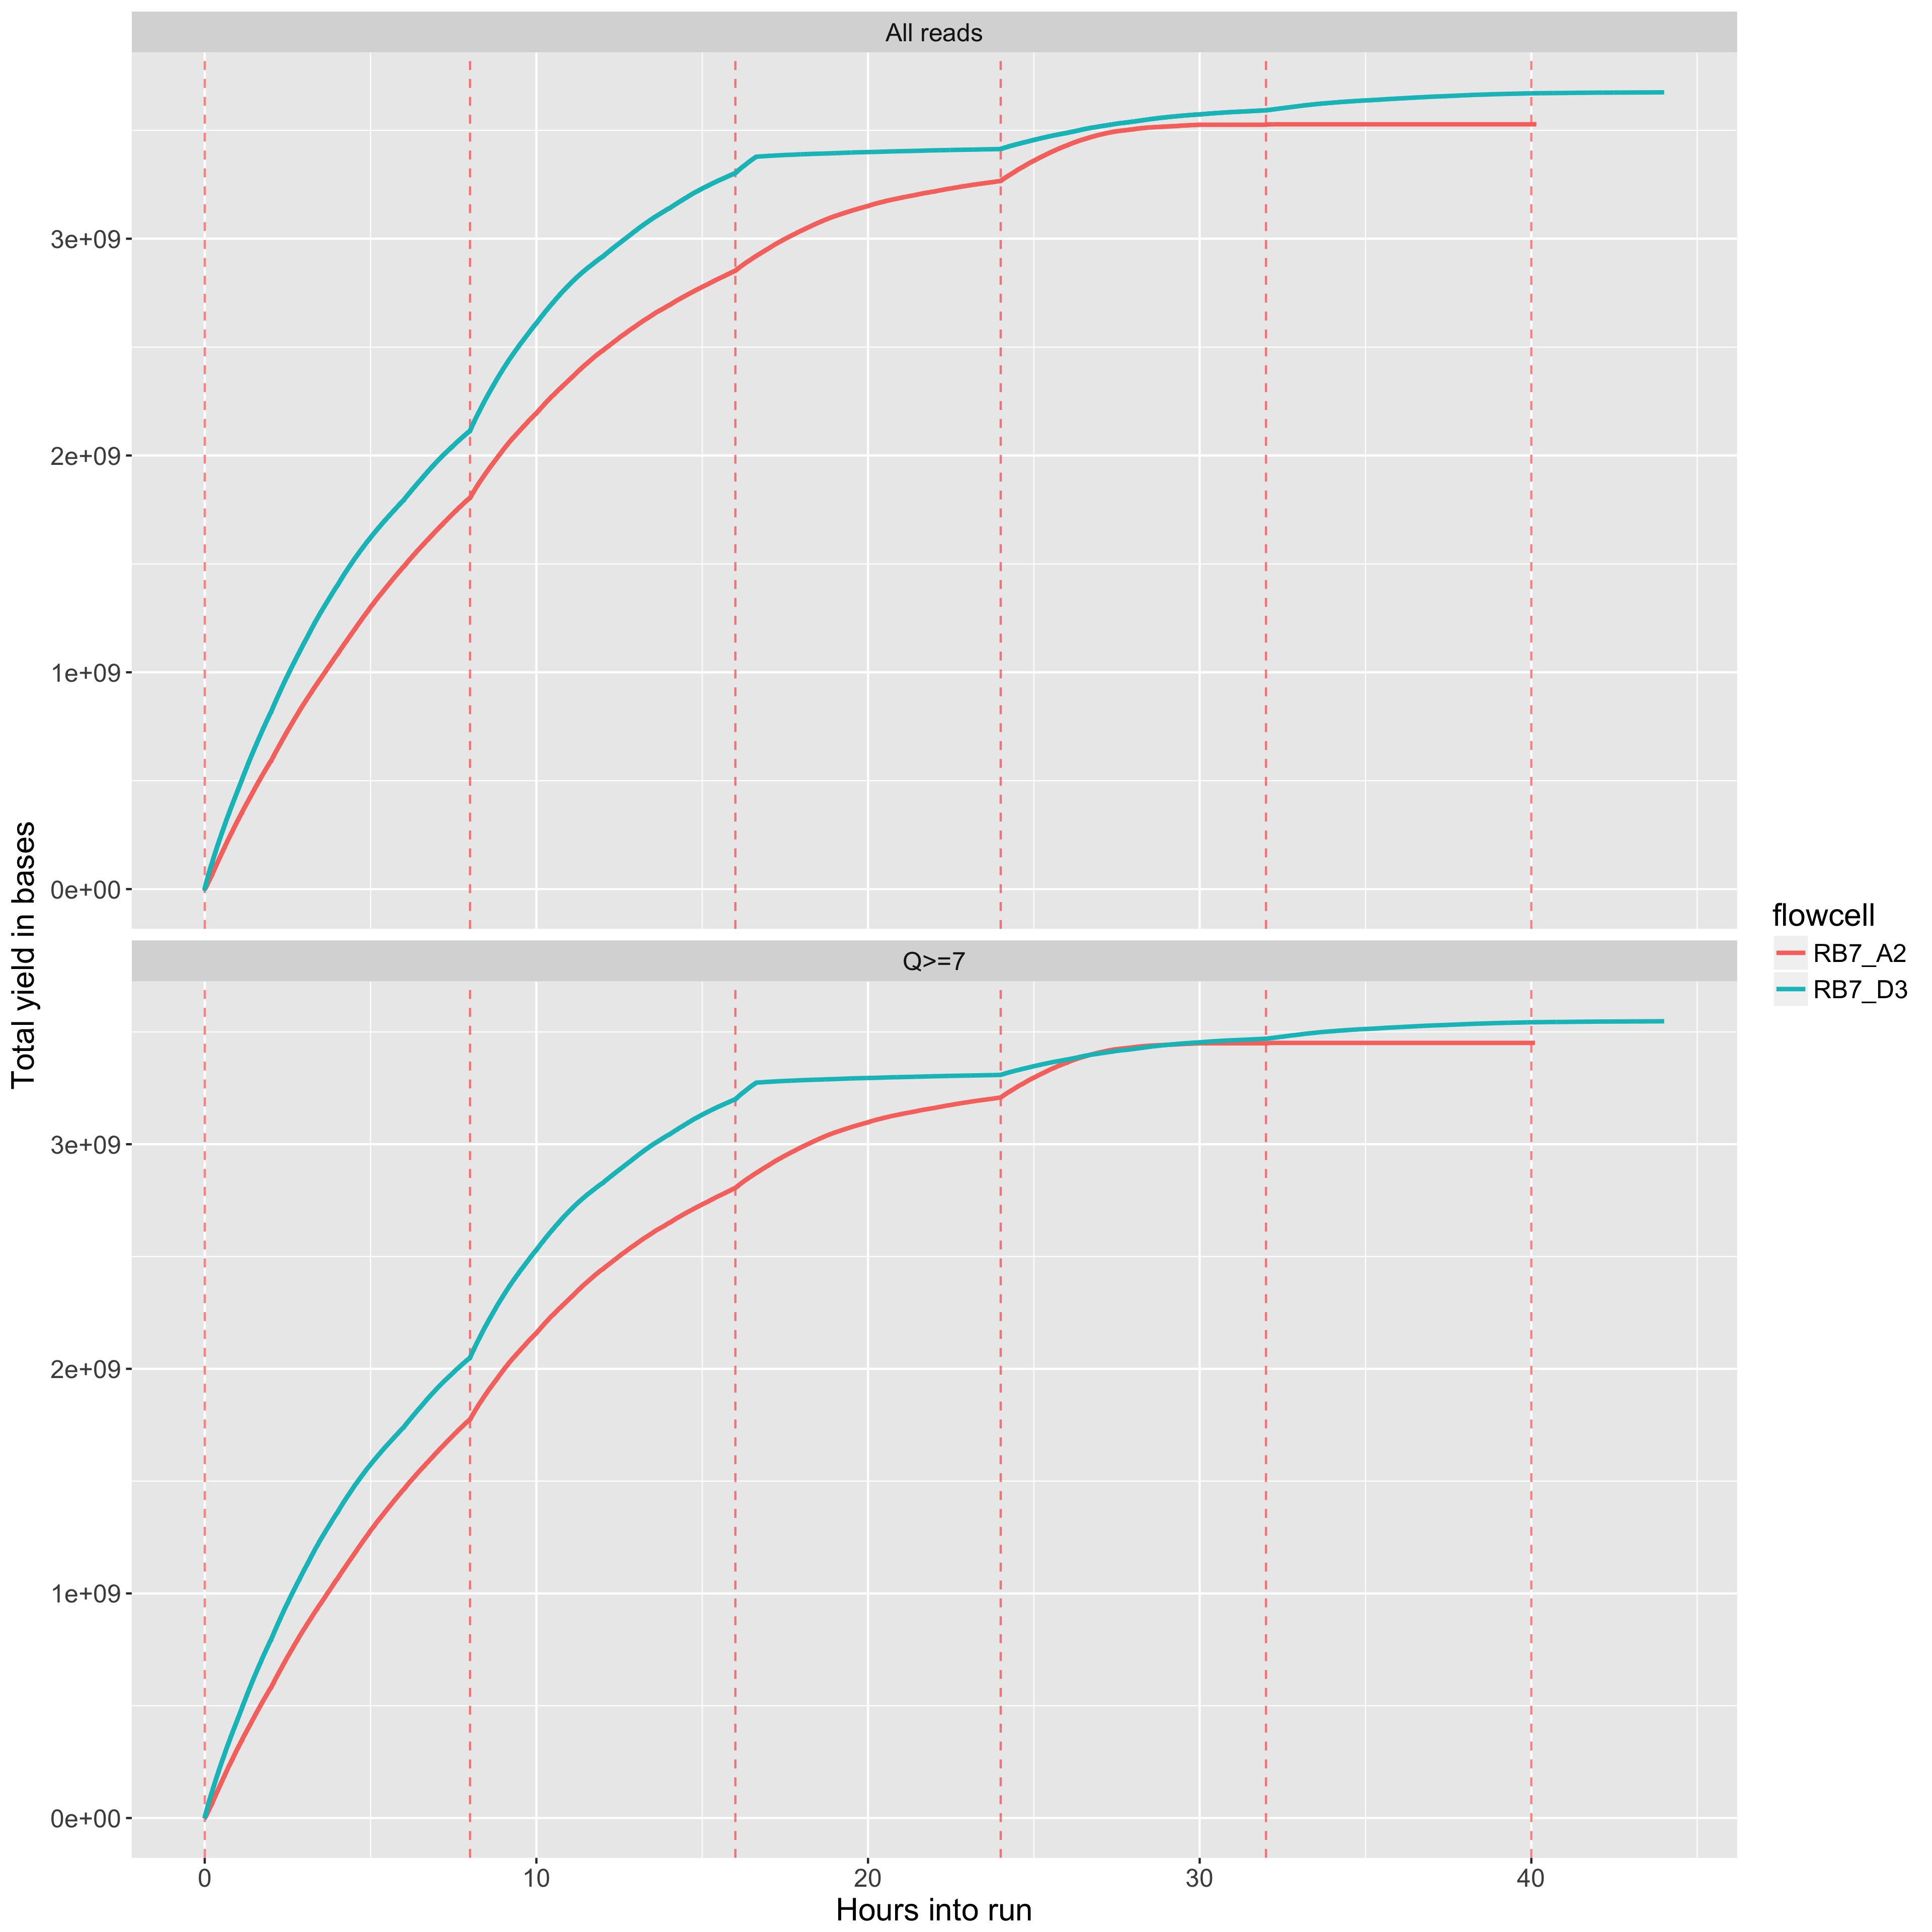 All reads
3e+09
2e+09
1e+09
0e+00
Q>=7
3e+09
2e+09
1e+09
0e+00
0 10 20 30 40
Hours into run
Total yield in bases
flowcell
RB7_A2
RB7_D3